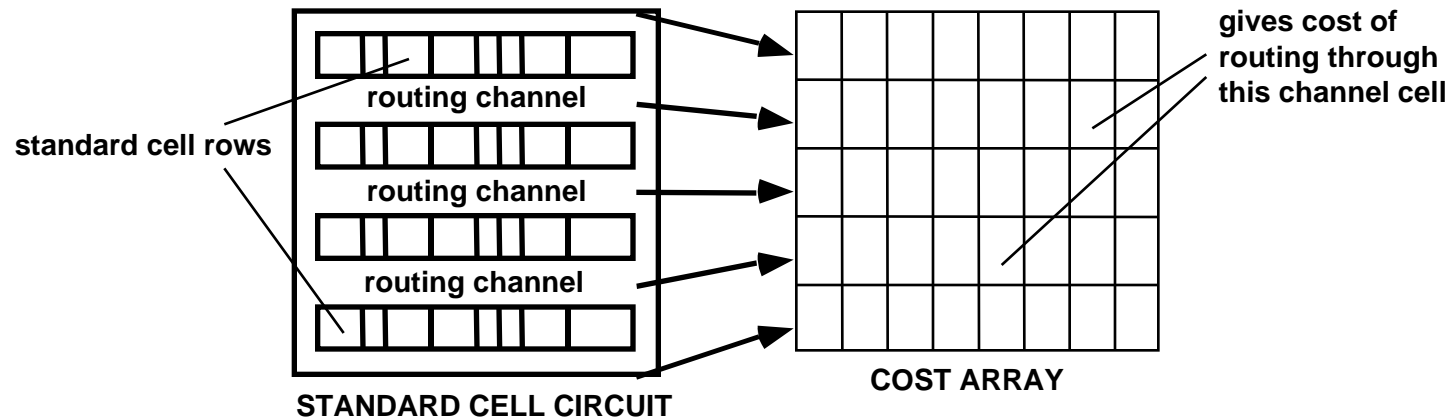 standard cell rows
routing channel
routing channel
routing channel
STANDARD CELL CIRCUIT
COST ARRAY
gives cost of
routing through
this channel cell